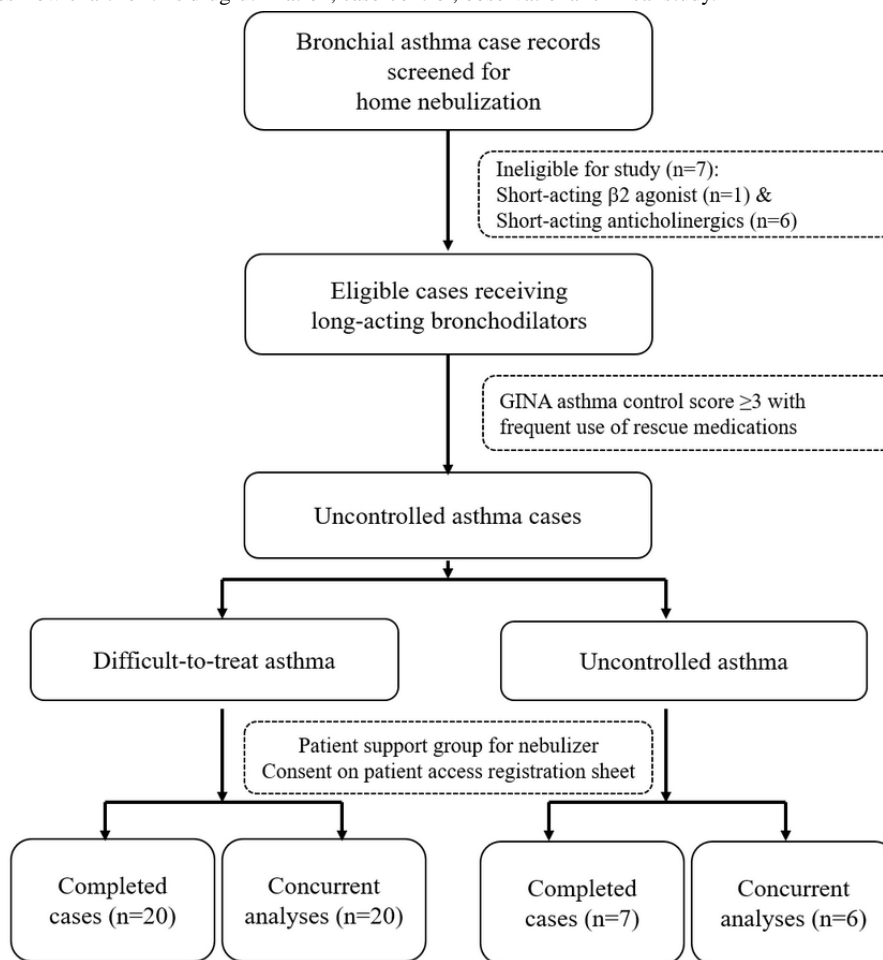 Bronchial asthma case records
screened for
home nebulization
Ineligible for study (n=7):
Short-acting β2 agonist (n=1) &
Short-acting anticholinergics (n=6)
Eligible cases receiving
long-acting bronchodilators
GINA asthma control score ≥3 with
frequent use of rescue medications
Uncontrolled asthma cases
Difficult-to-treat asthma
Uncontrolled asthma
Patient support group for nebulizer
Consent on patient access registration sheet
Completed
cases (n=20)
Concurrent
analyses (n=20)
Completed
cases (n=7)
Concurrent
analyses (n=6)